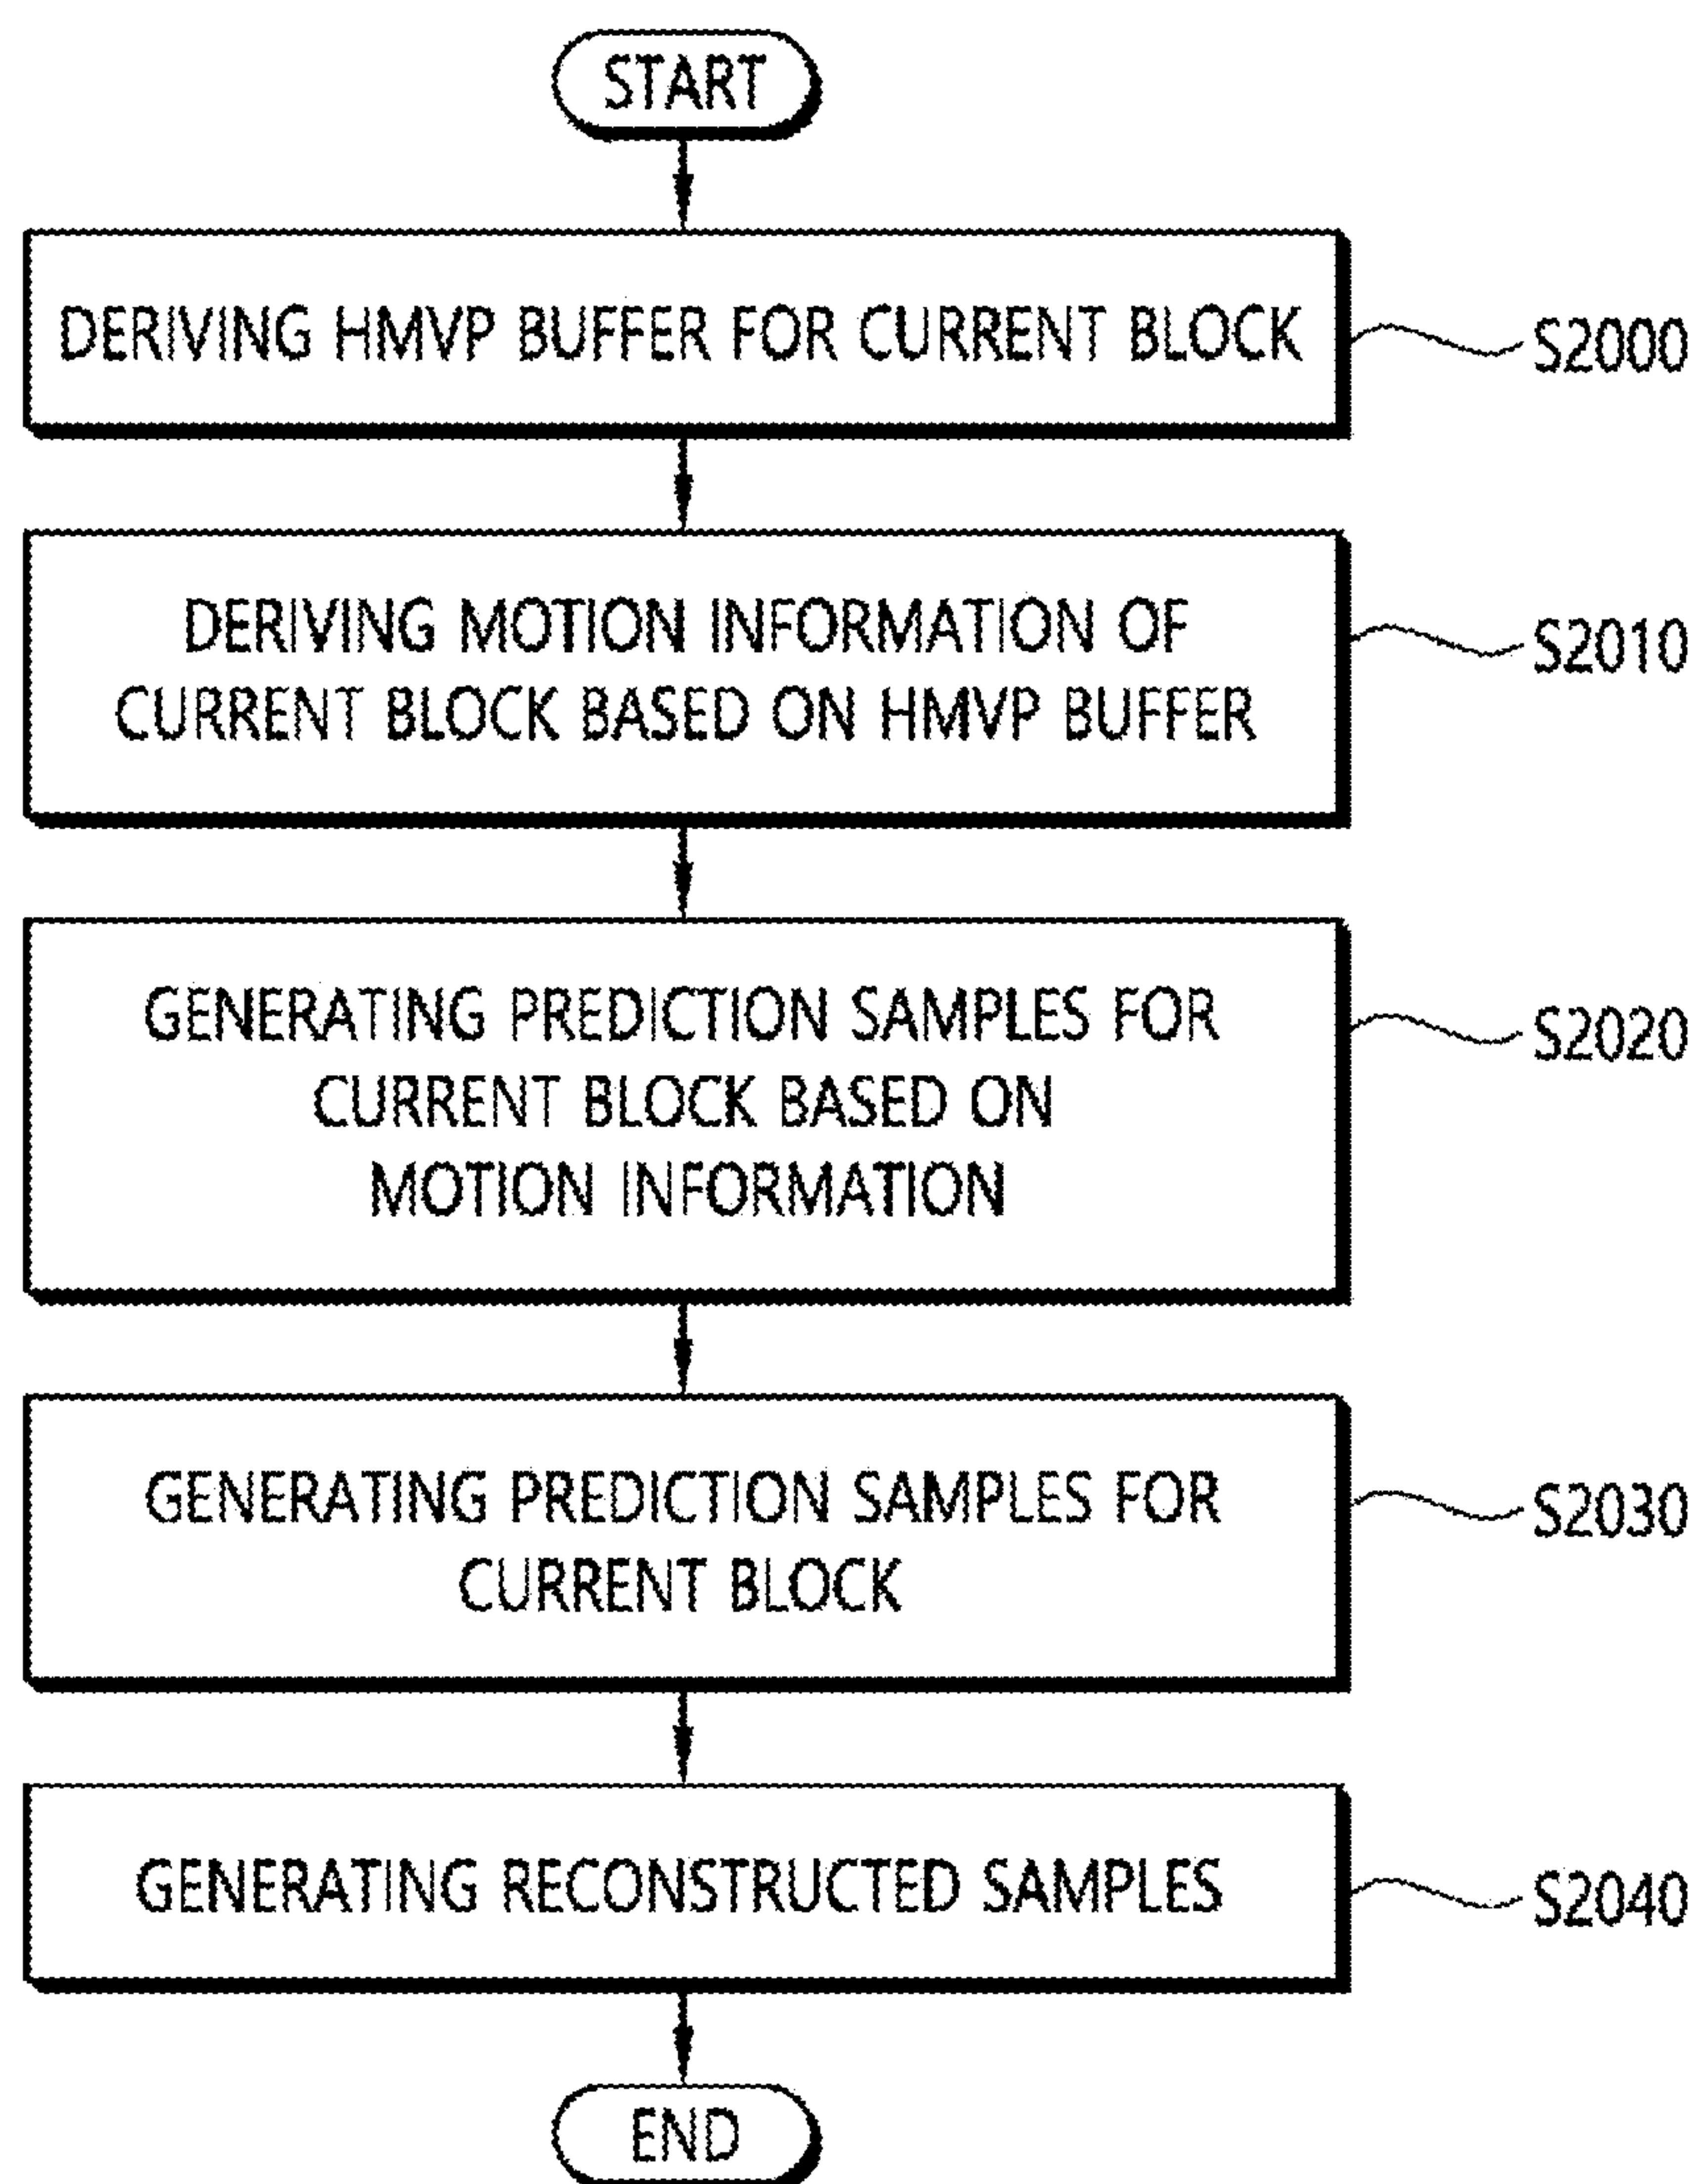 START
DERIVING HMVP BUFFER FOR CURRENT BLOCK
S2000
DERIVING MOTION INFORMATION OF
CURRENT BLOCK BASED ON HMVP BUFFER
S2010
GENERATING PREDICTION SAMPLES FOR
CURRENT BLOCK BASED ON
MOTION INFORMATION
S2020
GENERATING PREDICTION SAMPLES FOR
CURRENT BLOCK
S2030
GENERATING RECONSTRUCTED SAMPLES
S2040
END